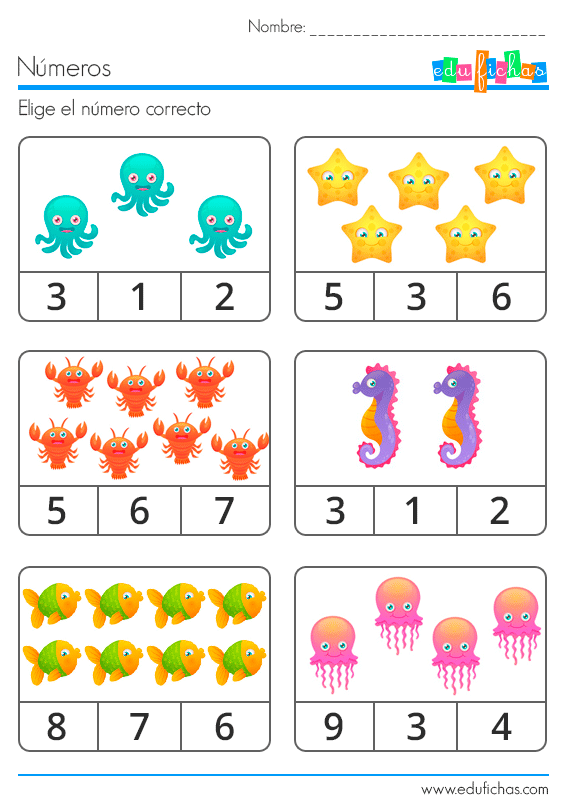 Nombre: ___________________________
Números
edufichas
Elige el número correcto
3 1 2
5 3 6
5 6 7
3 1 2
8 7 6
9 3 4
www.edufichas.com